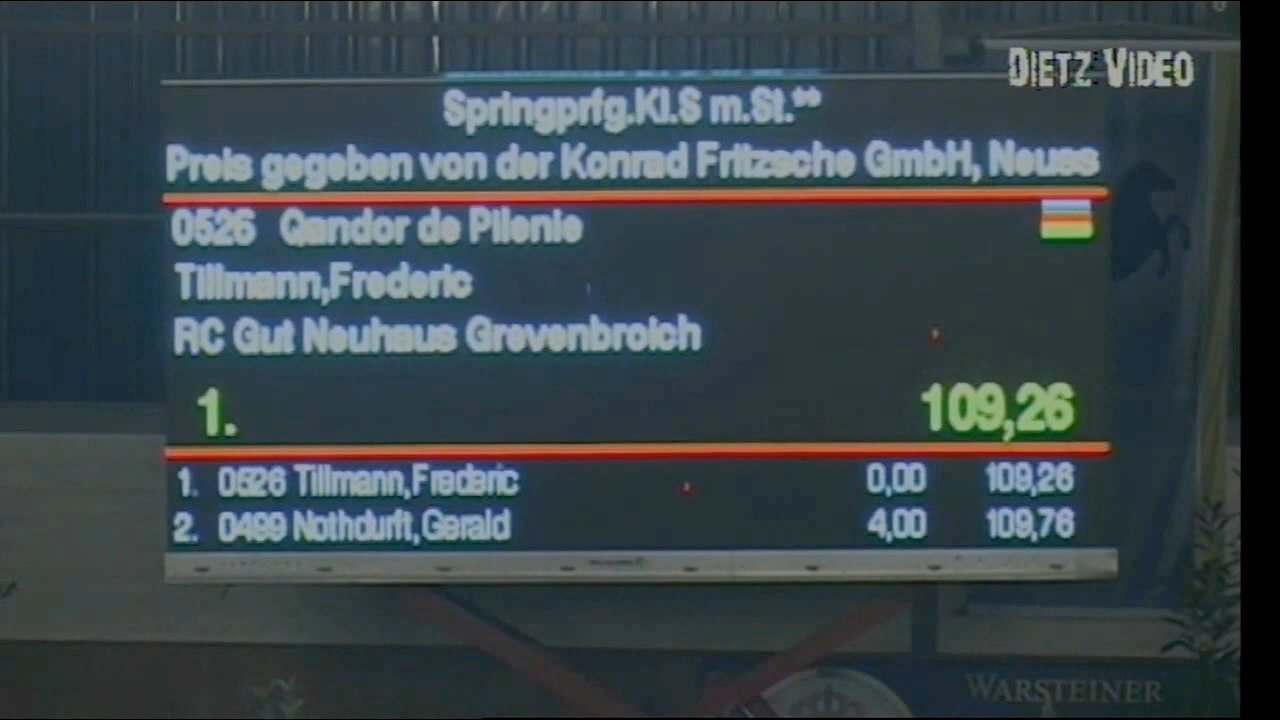 DIETZ VIDEO
Springprfg.Kl.S m.St.**
Preis gegeben von der Konrad Fritzsche GmbH, Neuss
0526 Qandor de Pilenie
Tillmann,Frederic
RC Gut Neuhaus Grevenbroich
1. 109,26
1. 0526 Tillmann,Frederic 0,00 109,26
2. 0499 Nothdurft,Gerald 4,00 109,76
WARSTEINER